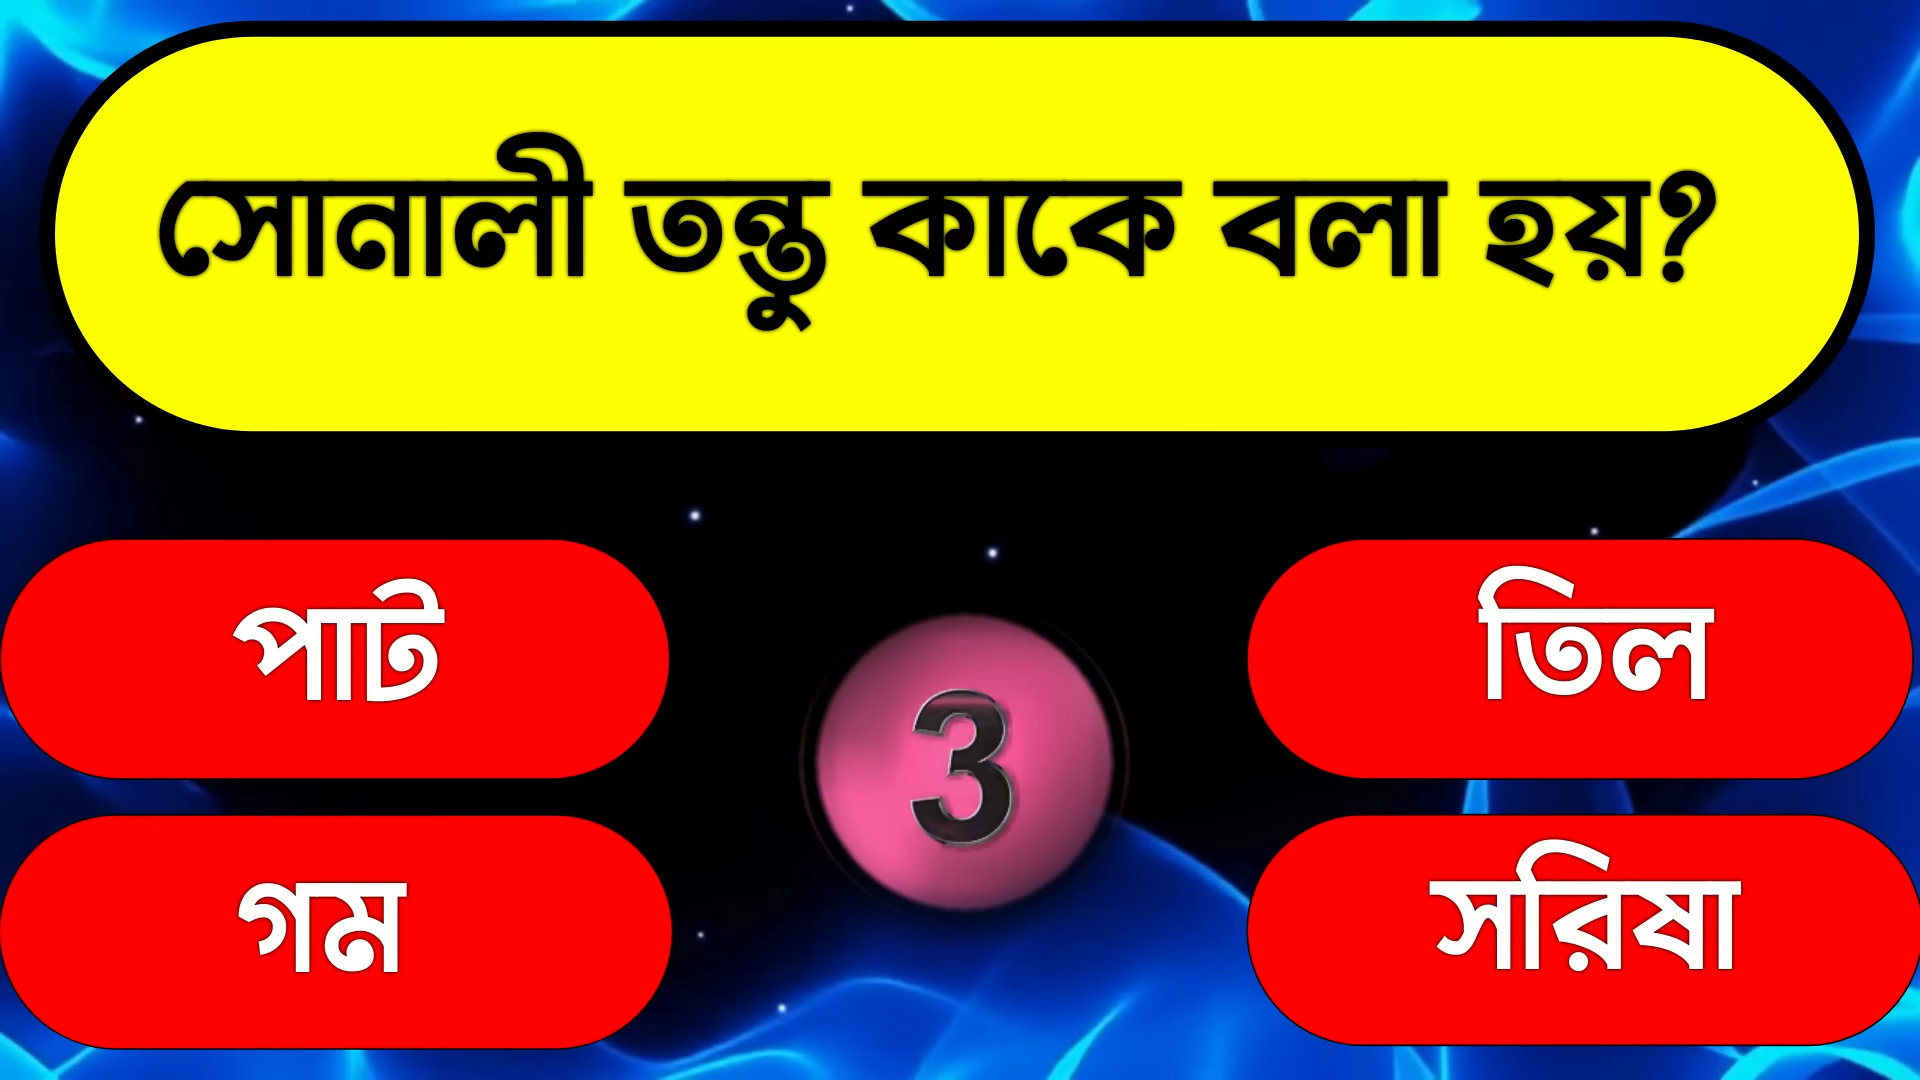 সোনালী তন্তু কাকে বলা হয়?
পাট
তিল
3
গম
সরিষা